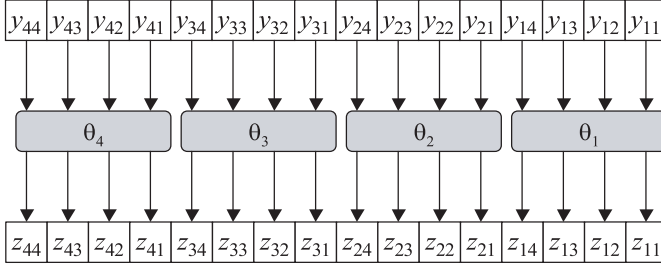 y44 y43 y42 y41 y34 y33 y32 y31 y24 y23 y22 y21 y14 y13 y12 y11
θ4 θ3 θ2 θ1
z44 z43 z42 z41 z34 z33 z32 z31 z24 z23 z22 z21 z14 z13 z12 z11